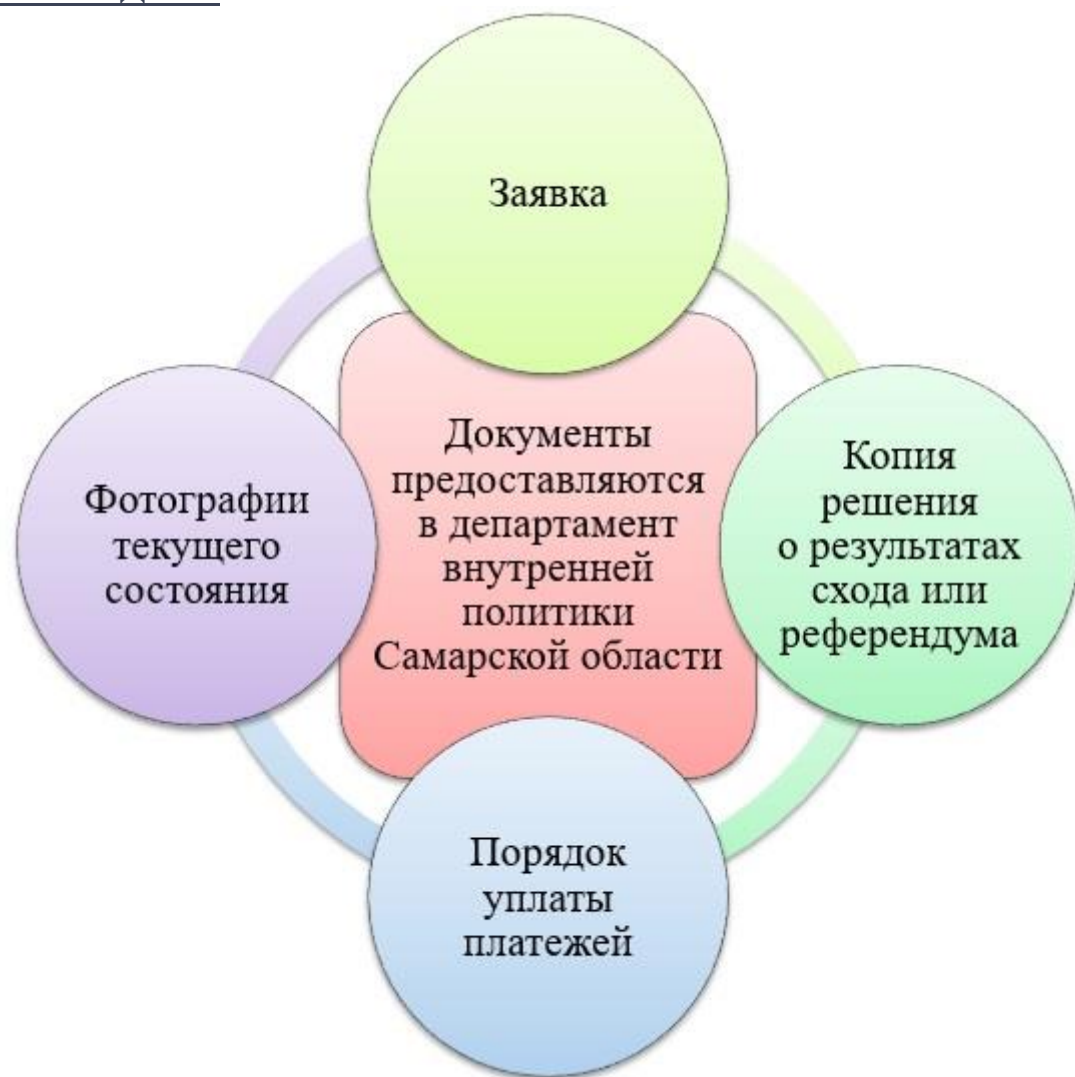 Заявка
Документы
предоставляются
в департамент
внутренней
политики
Самарской области
Копия
решения
о результатах
схода или
референдума
Порядок
уплаты
платежей
Фотографии
текущего
состояния